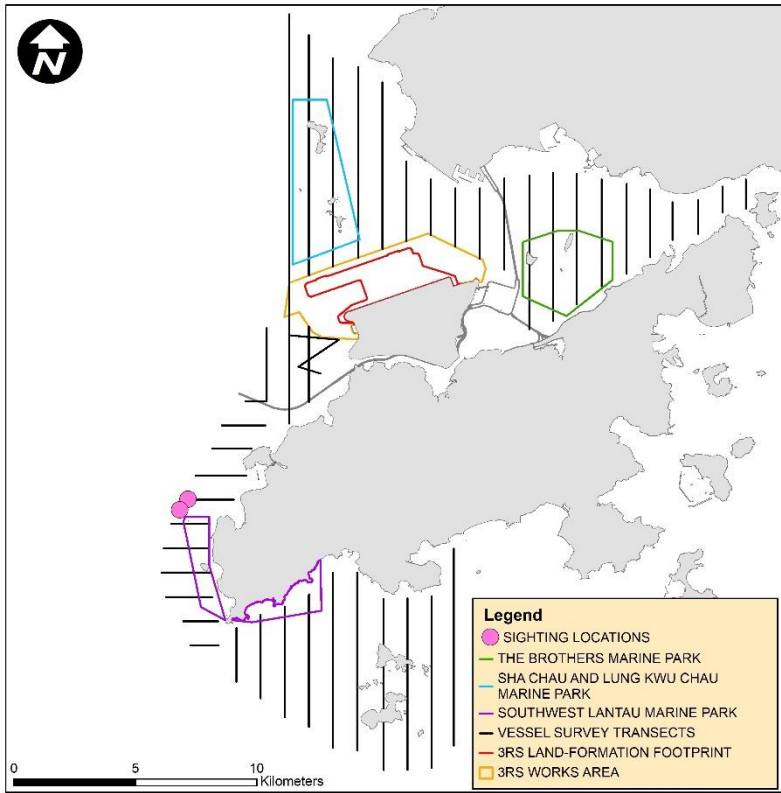 N
Legend
SIGHTING LOCATIONS
THE BROTHERS MARINE PARK
SHA CHAU AND LUNG KWU CHAU
MARINE PARK
SOUTHWEST LANTAU MARINE PARK
VESSEL SURVEY TRANSECTS
3RS LAND-FORMATION FOOTPRINT
3RS WORKS AREA
0 5 10
Kilometers